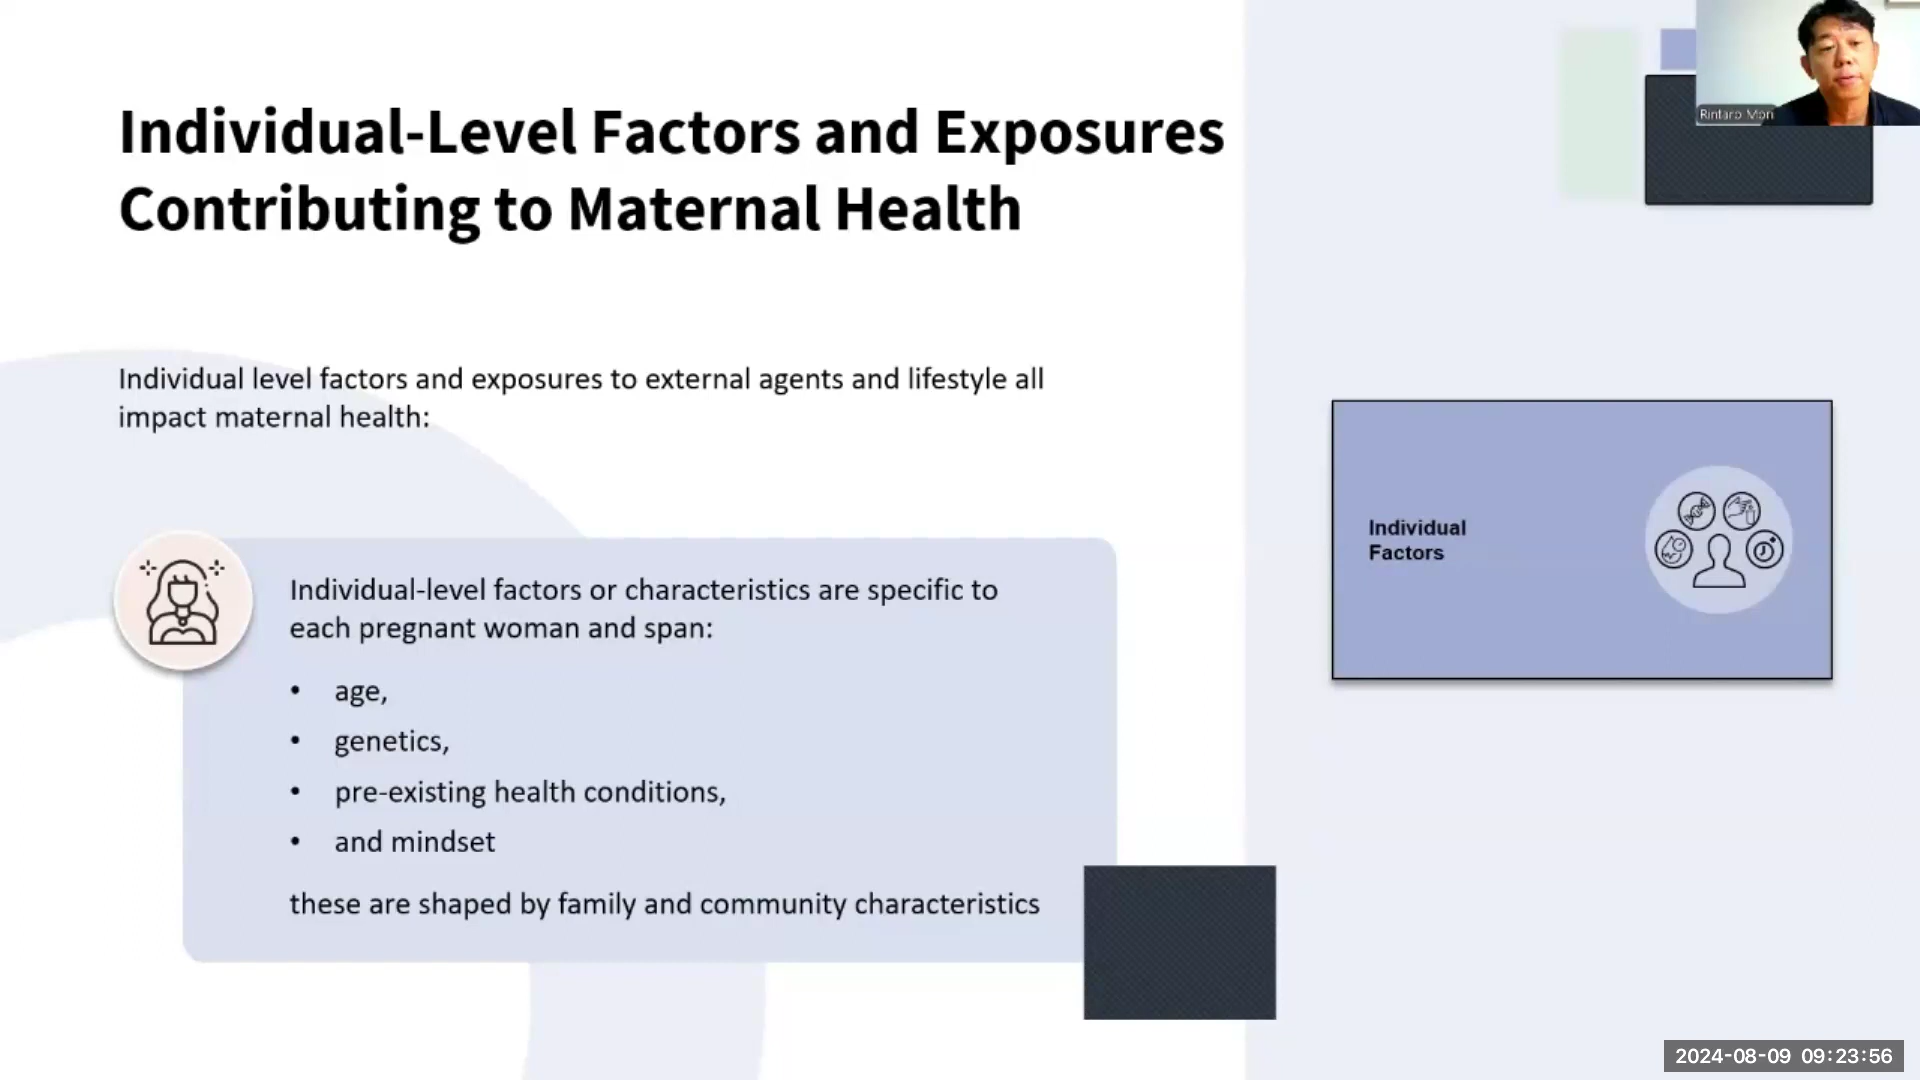 Individual-Level Factors and Exposures
Contributing to Maternal Health
Individual level factors and exposures to external agents and lifestyle all
impact maternal health:
Individual-level factors or characteristics are specific to
each pregnant woman and span:
• age,
• genetics,
• pre-existing health conditions,
• and mindset
these are shaped by family and community characteristics
Individual
Factors
Rintaro Mori
2024-08-09 09:23:56